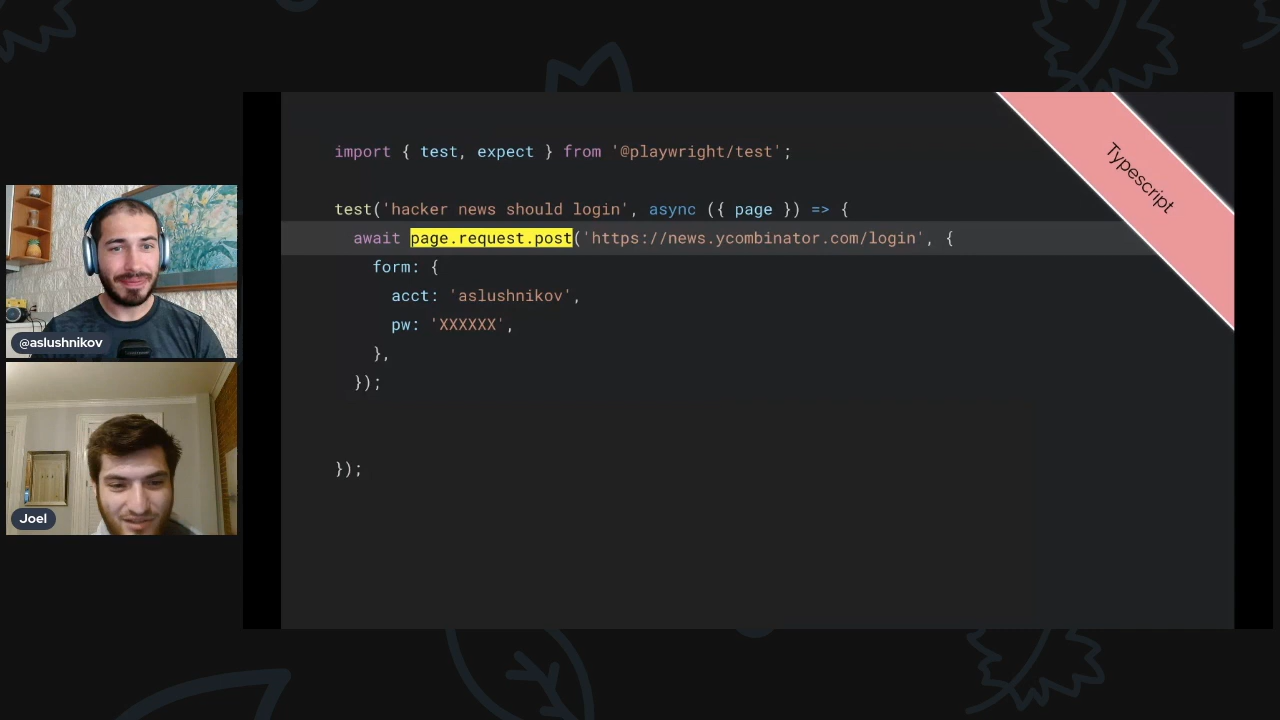 import { test, expect } from '@playwright/test';
test('hacker news should login', async ({ page }) => {
await page.request.post('https://news.ycombinator.com/login', {
form: {
acct: 'aslushnikov',
pw: 'XXXXXX',
},
});
});
Typescript
@aslushnikov
Joel